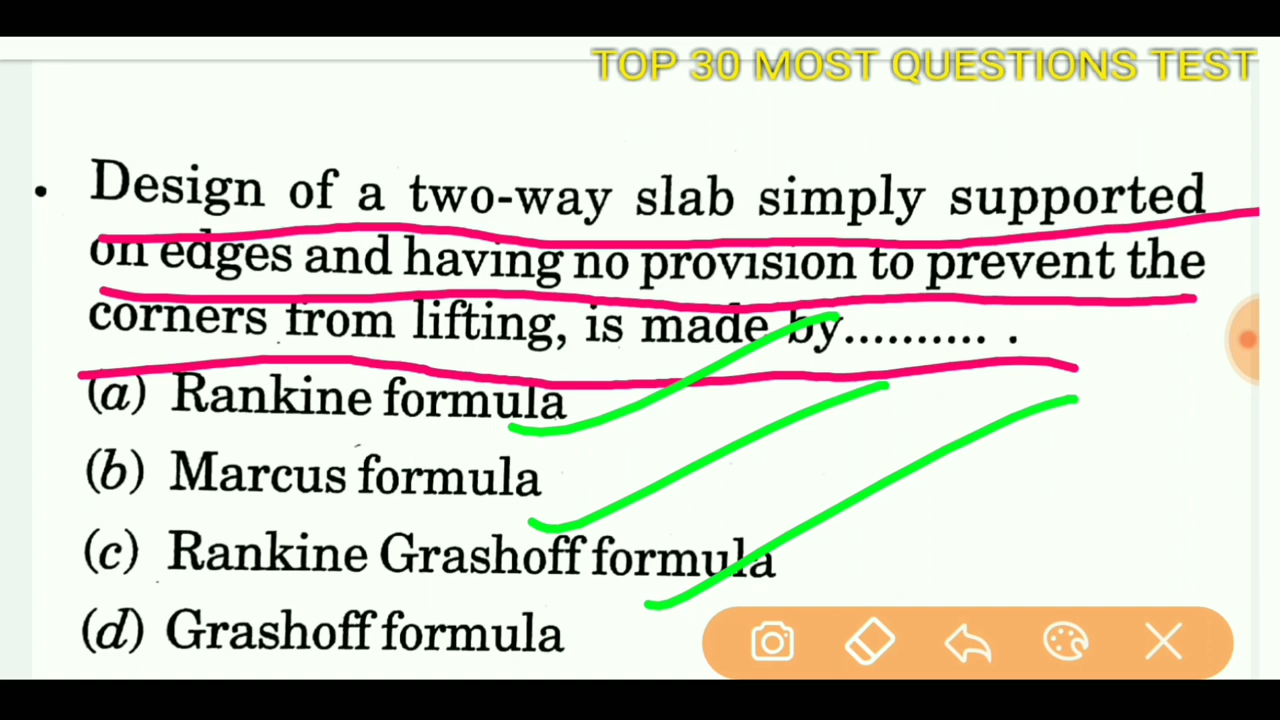 TOP 30 MOST QUESTIONS TEST
. Design of a two-way slab simply supported
on edges and having no provision to prevent the
corners from lifting, is made by.......... .
(a) Rankine formula
(b) Marcus formula
(c) Rankine Grashoff formula
(d) Grashoff formula